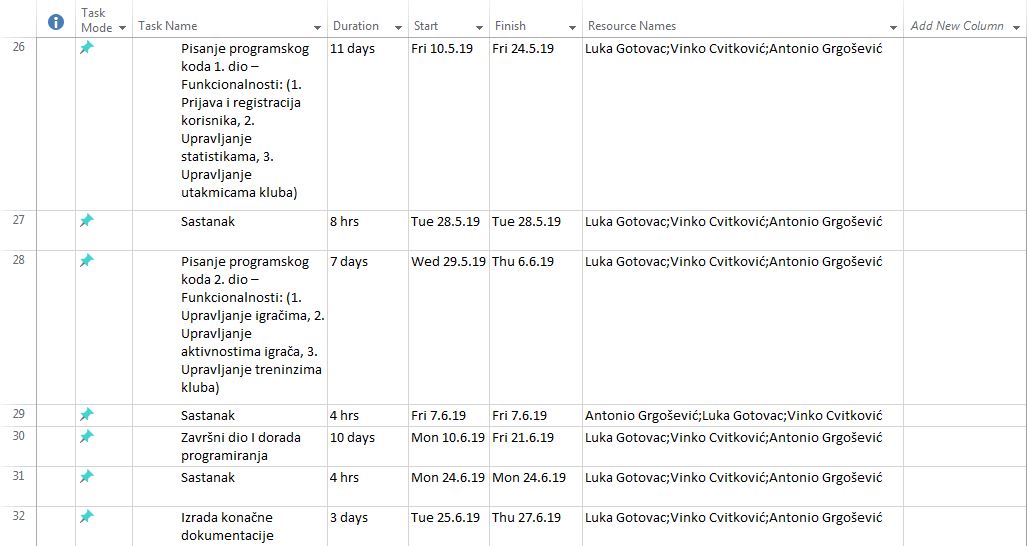 Task Mode Task Name Duration Start Finish Resource Names Add New Column
26 Pisanje programskog 11 days Fri 10.5.19 Fri 24.5.19 Luka Gotovac;Vinko Cvitković;Antonio Grgošević
koda 1. dio –
Funkcionalnosti: (1.
Prijava i registracija
korisnika, 2.
Upravljanje
statistikama, 3.
Upravljanje
utakmicama kluba)
27 Sastanak 8 hrs Tue 28.5.19 Tue 28.5.19 Luka Gotovac;Vinko Cvitković;Antonio Grgošević
28 Pisanje programskog 7 days Wed 29.5.19 Thu 6.6.19 Luka Gotovac;Vinko Cvitković;Antonio Grgošević
koda 2. dio –
Funkcionalnosti: (1.
Upravljanje igračima, 2.
Upravljanje
aktivnostima igrača, 3.
Upravljanje treninzima
kluba)
29 Sastanak 4 hrs Fri 7.6.19 Fri 7.6.19 Antonio Grgošević;Luka Gotovac;Vinko Cvitković
30 Završni dio I dorada 10 days Mon 10.6.19 Fri 21.6.19 Luka Gotovac;Vinko Cvitković;Antonio Grgošević
programiranja
31 Sastanak 4 hrs Mon 24.6.19 Mon 24.6.19 Luka Gotovac;Vinko Cvitković;Antonio Grgošević
32 Izrada konačne 3 days Tue 25.6.19 Thu 27.6.19 Luka Gotovac;Vinko Cvitković;Antonio Grgošević
dokumentacije